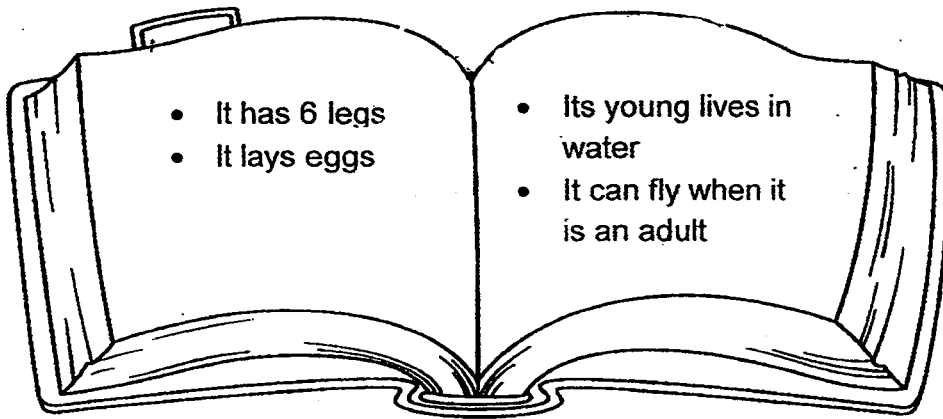 • It has 6 legs
• It lays eggs
• Its young lives in
water
• It can fly when it
is an adult